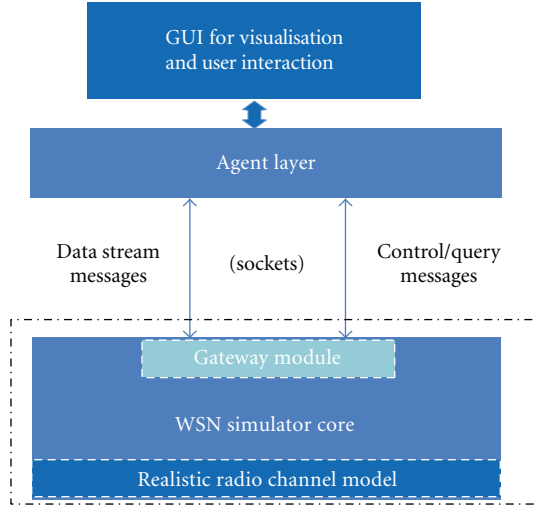 GUI for visualisation
and user interaction
Agent layer
Data stream
messages
(sockets)
Control/query
messages
Gateway module
WSN simulator core
Realistic radio channel model